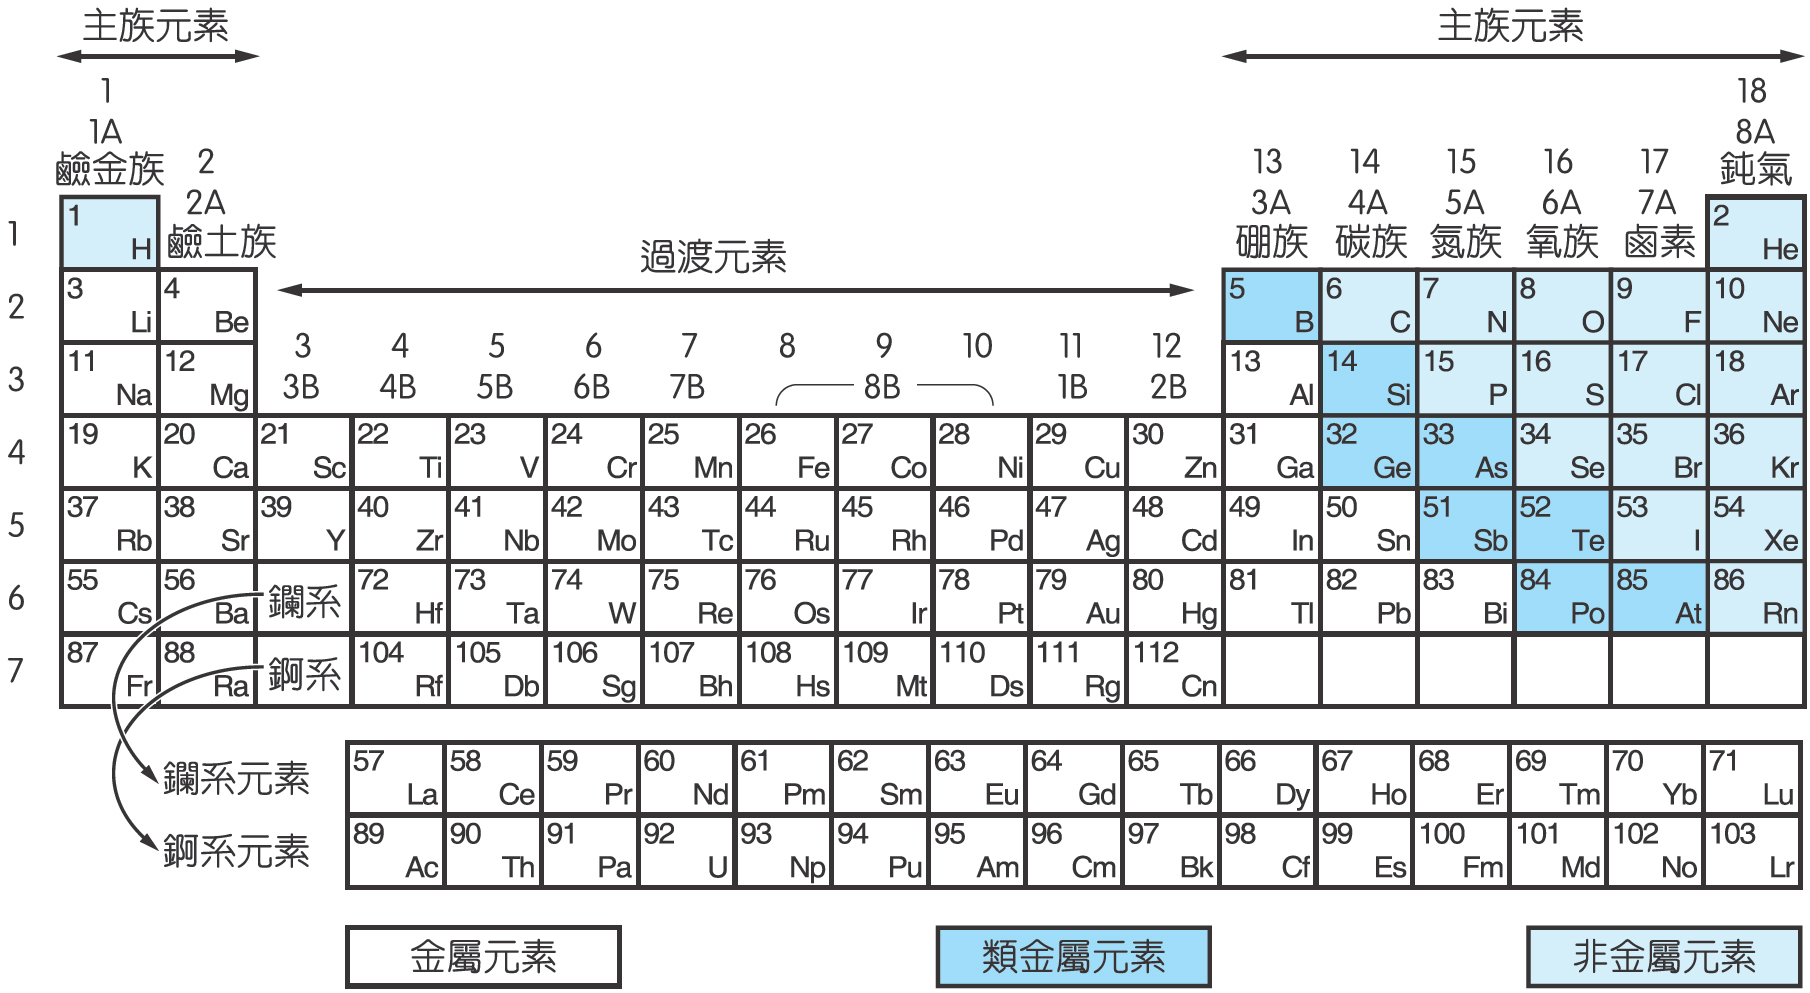 主族元素 主族元素
1 18
1A 8A
鹼金族 2 13 14 15 16 17 鈍氣
2A 3A 4A 5A 6A 7A
鹼土族 硼族 碳族 氮族 氧族 鹵素
過渡元素
3 4 5 6 7 8 9 10 11 12
3B 4B 5B 6B 7B 8B 1B 2B
1 1 H 2 He
2 3 Li 4 Be 5 B 6 C 7 N 8 O 9 F 10 Ne
3 11 Na 12 Mg 13 Al 14 Si 15 P 16 S 17 Cl 18 Ar
4 19 K 20 Ca 21 Sc 22 Ti 23 V 24 Cr 25 Mn 26 Fe 27 Co 28 Ni 29 Cu 30 Zn 31 Ga 32 Ge 33 As 34 Se 35 Br 36 Kr
5 37 Rb 38 Sr 39 Y 40 Zr 41 Nb 42 Mo 43 Tc 44 Ru 45 Rh 46 Pd 47 Ag 48 Cd 49 In 50 Sn 51 Sb 52 Te 53 I 54 Xe
6 55 Cs 56 Ba 鑭系 72 Hf 73 Ta 74 W 75 Re 76 Os 77 Ir 78 Pt 79 Au 80 Hg 81 Tl 82 Pb 83 Bi 84 Po 85 At 86 Rn
7 87 Fr 88 Ra 錒系 104 Rf 105 Db 106 Sg 107 Bh 108 Hs 109 Mt 110 Ds 111 Rg 112 Cn
鑭系元素 57 La 58 Ce 59 Pr 60 Nd 61 Pm 62 Sm 63 Eu 64 Gd 65 Tb 66 Dy 67 Ho 68 Er 69 Tm 70 Yb 71 Lu
錒系元素 89 Ac 90 Th 91 Pa 92 U 93 Np 94 Pu 95 Am 96 Cm 97 Bk 98 Cf 99 Es 100 Fm 101 Md 102 No 103 Lr
金屬元素 類金屬元素 非金屬元素